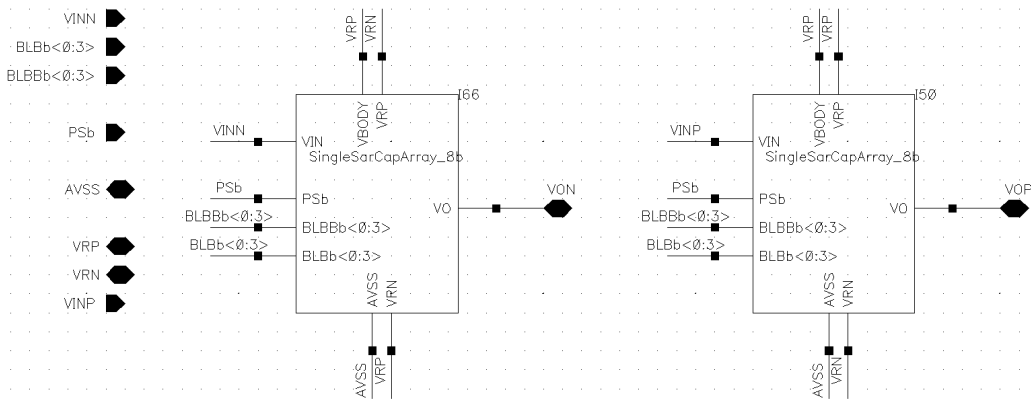 VINN
BLBb<0:3>
BLBBb<0:3>
PSb
AVSS
VRP
VRN
VINP
VRP
VRN
I66
VBODY
VRP
VINN
VIN
SingleSarCapArray_8b
PSb
PSb
BLBBb<0:3>
BLBBb<0:3>
BLBb<0:3>
BLBb<0:3>
VO
VON
AVSS
VRN
AVSS
VRP
VRP
VRP
I50
VBODY
VRP
VINP
VIN
SingleSarCapArray_8b
PSb
PSb
BLBBb<0:3>
BLBBb<0:3>
BLBb<0:3>
BLBb<0:3>
VO
VOP
AVSS
VRN
AVSS
VRN